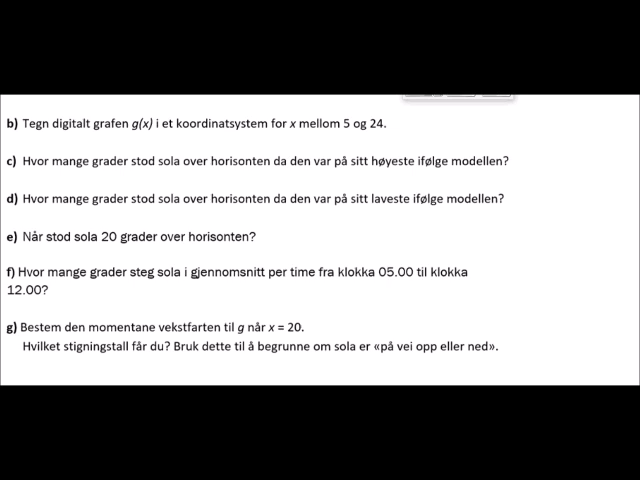 b) Tegn digitalt grafen g(x) i et koordinatsystem for x mellom 5 og 24.
c) Hvor mange grader stod sola over horisonten da den var på sitt høyeste ifølge modellen?
d) Hvor mange grader stod sola over horisonten da den var på sitt laveste ifølge modellen?
e) Når stod sola 20 grader over horisonten?
f) Hvor mange grader steg sola i gjennomsnitt per time fra klokka 05.00 til klokka
12.00?
g) Bestem den momentane vekstfarten til g når x = 20.
Hvilket stigningstall får du? Bruk dette til å begrunne om sola er «på vei opp eller ned».